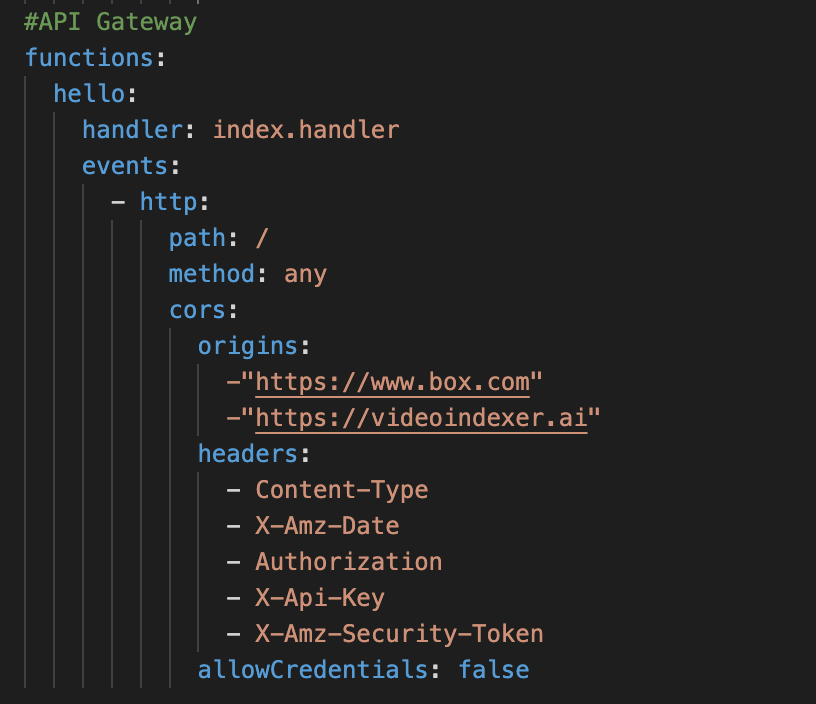 #API Gateway
functions:
  hello:
    handler: index.handler
    events:
      - http:
          path: /
          method: any
          cors:
            origins:
              -"https://www.box.com"
              -"https://videoindexer.ai"
            headers:
              - Content-Type
              - X-Amz-Date
              - Authorization
              - X-Api-Key
              - X-Amz-Security-Token
            allowCredentials: false